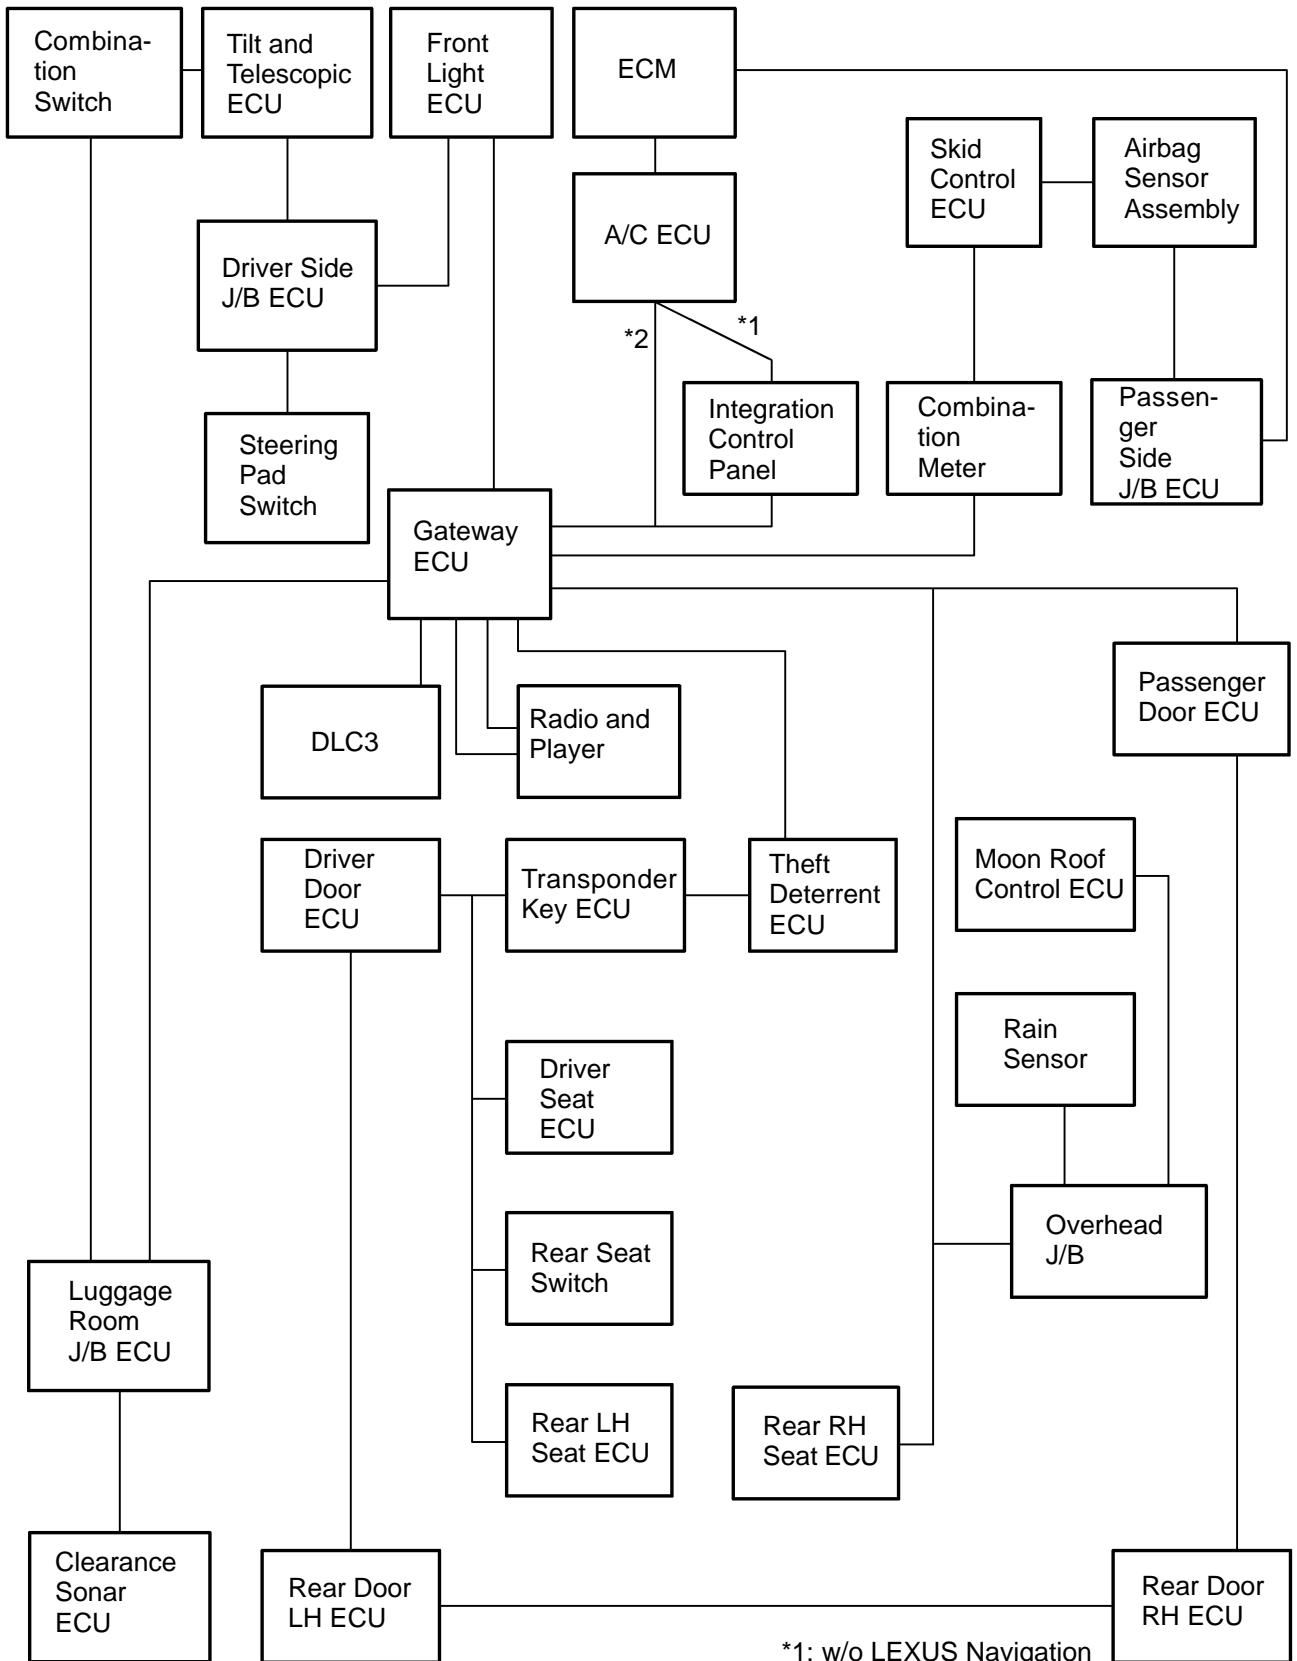 Combina-
tion
Switch
Tilt and
Telescopic
ECU
Front
Light
ECU
ECM
Skid
Control
ECU
Airbag
Sensor
Assembly
A/C ECU
Driver Side
J/B ECU
*2
*1
Steering
Pad
Switch
Integration
Control
Panel
Combina-
tion
Meter
Passen-
ger
Side
J/B ECU
Gateway
ECU
DLC3
Radio and
Player
Passenger
Door ECU
Driver
Door
ECU
Transponder
Key ECU
Theft
Deterrent
ECU
Moon Roof
Control ECU
Rain
Sensor
Driver
Seat
ECU
Rear Seat
Switch
Overhead
J/B
Luggage
Room
J/B ECU
Rear LH
Seat ECU
Rear RH
Seat ECU
Clearance
Sonar
ECU
Rear Door
LH ECU
Rear Door
RH ECU
*1: w/o LEXUS Navigation